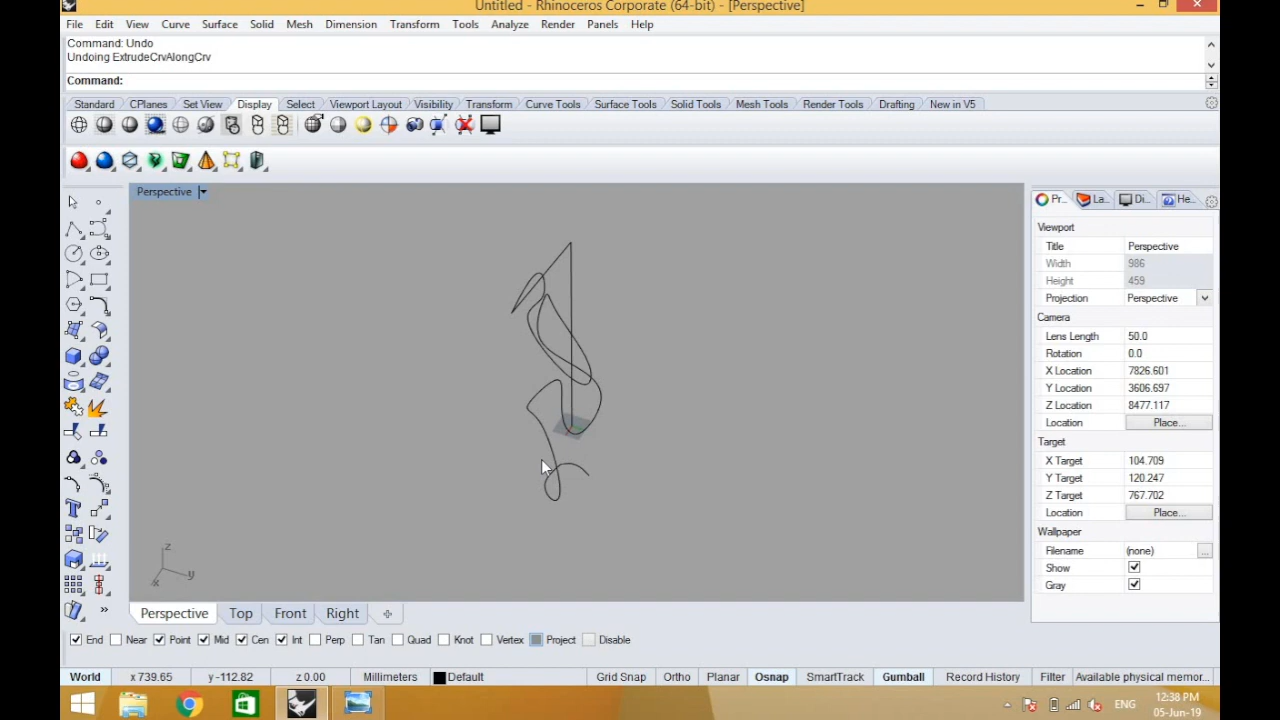 Untitled - Rhinoceros Corporate (64-bit) - [Perspective]
File Edit View Curve Surface Solid Mesh Dimension Transform Tools Analyze Render Panels Help
Command: Undo
Undoing ExtrudeCrvAlongCrv
Command:
Standard CPlanes Set View Display Select Viewport Layout Visibility Transform Curve Tools Surface Tools Solid Tools Mesh Tools Render Tools Drafting New in V5
Perspective
Pr... La... Di... He...
Viewport
Title Perspective
Width 986
Height 459
Projection Perspective
Camera
Lens Length 50.0
Rotation 0.0
X Location 7826.601
Y Location 3606.697
Z Location 8477.117
Location Place...
Target
X Target 104.709
Y Target 120.247
Z Target 767.702
Location Place...
Wallpaper
Filename (none) ...
Show
Gray
z
y
x
Perspective Top Front Right
End Near Point Mid Cen Int Perp Tan Quad Knot Vertex Project Disable
World x 739.65 y -112.82 z 0.00 Millimeters Default Grid Snap Ortho Planar Osnap SmartTrack Gumball Record History Filter Available physical memor...
ENG
12:38 PM
05-Jun-19